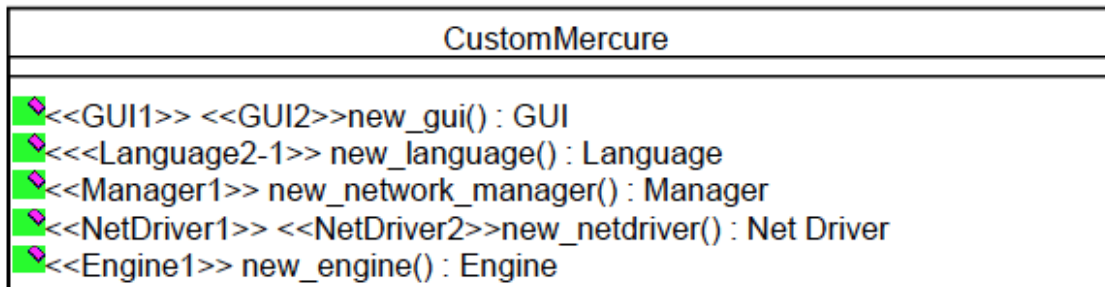 CustomMercure
<<GUI1>> <<GUI2>>new_gui() : GUI
<<<Language2-1>> new_language() : Language
<<Manager1>> new_network_manager() : Manager
<<NetDriver1>> <<NetDriver2>>new_netdriver() : Net Driver
<<Engine1>> new_engine() : Engine